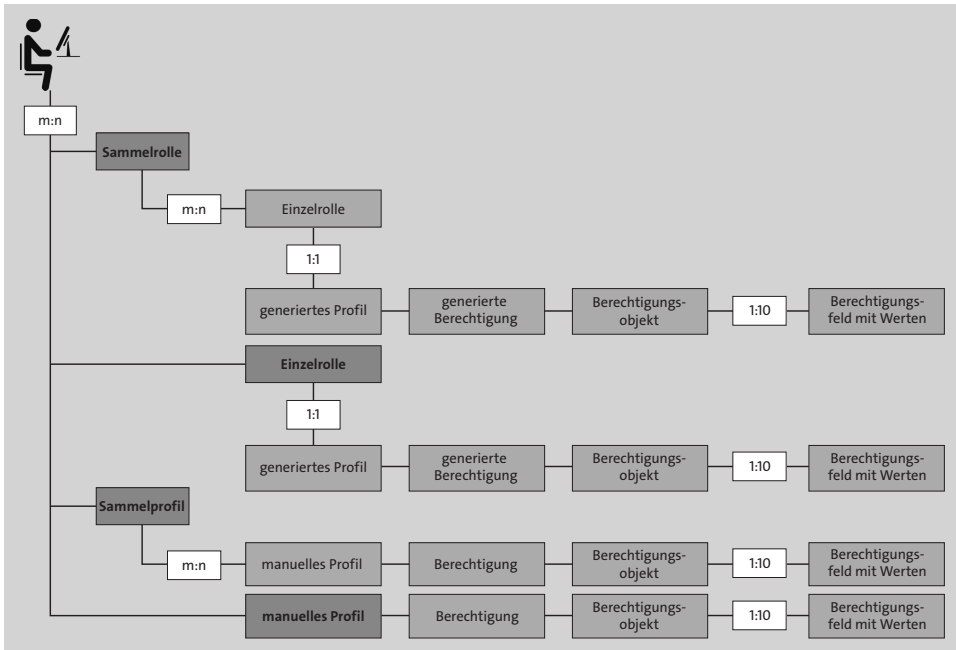 m:n
Sammelrolle
m:n
Einzelrolle
1:1
generiertes Profil
generierte
Berechtigung
Berechtigungs-
objekt
1:10
Berechtigungs-
feld mit Werten
Einzelrolle
1:1
generiertes Profil
generierte
Berechtigung
Berechtigungs-
objekt
1:10
Berechtigungs-
feld mit Werten
Sammelprofil
m:n
manuelles Profil
Berechtigung
Berechtigungs-
objekt
1:10
Berechtigungs-
feld mit Werten
manuelles Profil
Berechtigung
Berechtigungs-
objekt
1:10
Berechtigungs-
feld mit Werten